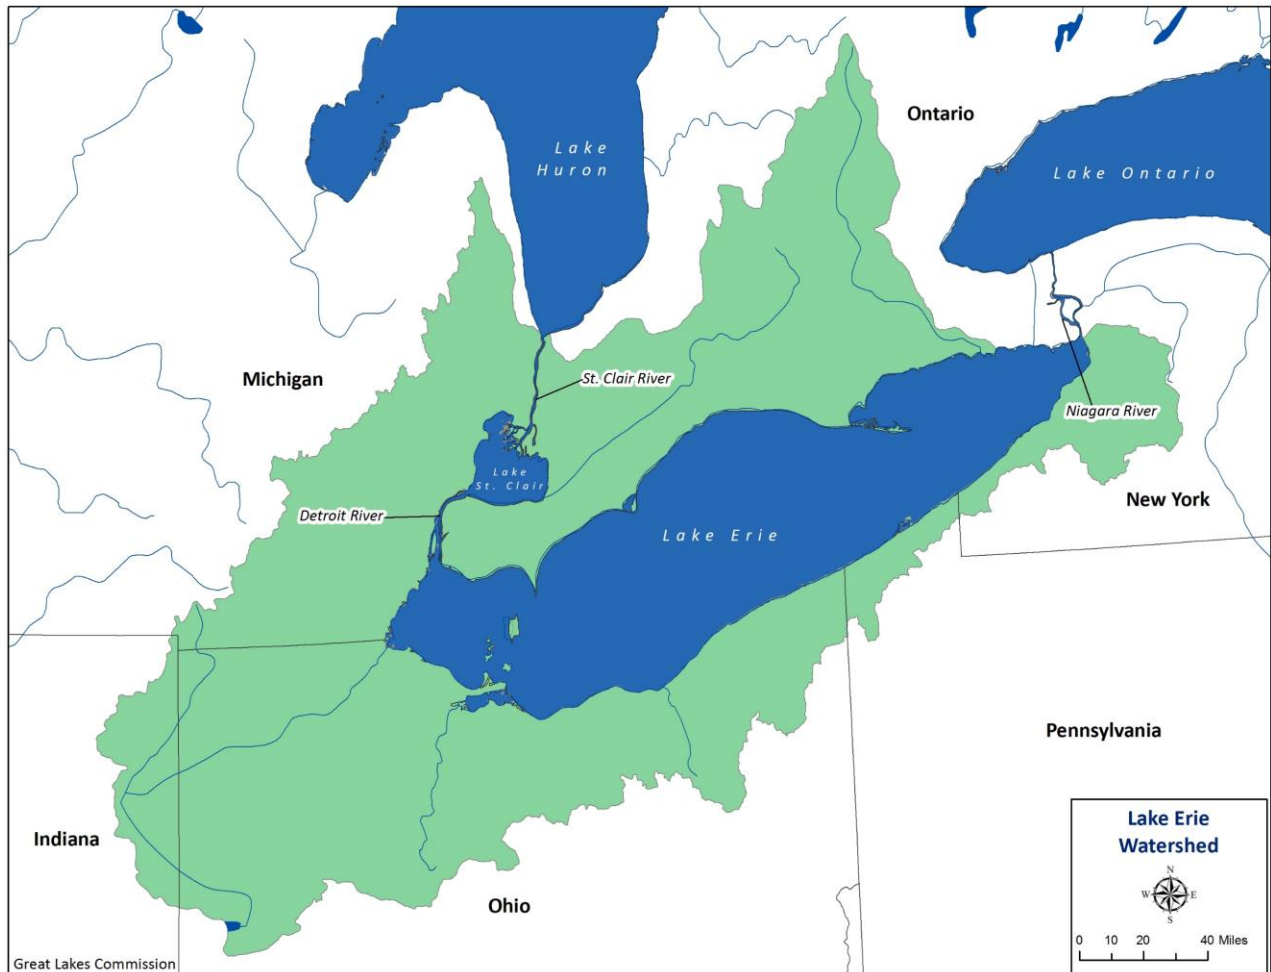 Ontario
Lake
Huron
Lake Ontario
Michigan
St. Clair River
Niagara River
Lake
St. Clair
New York
Detroit River
Lake Erie
Pennsylvania
Indiana
Ohio
Lake Erie
Watershed
N
W E
S
0 10 20 40 Miles
Great Lakes Commission